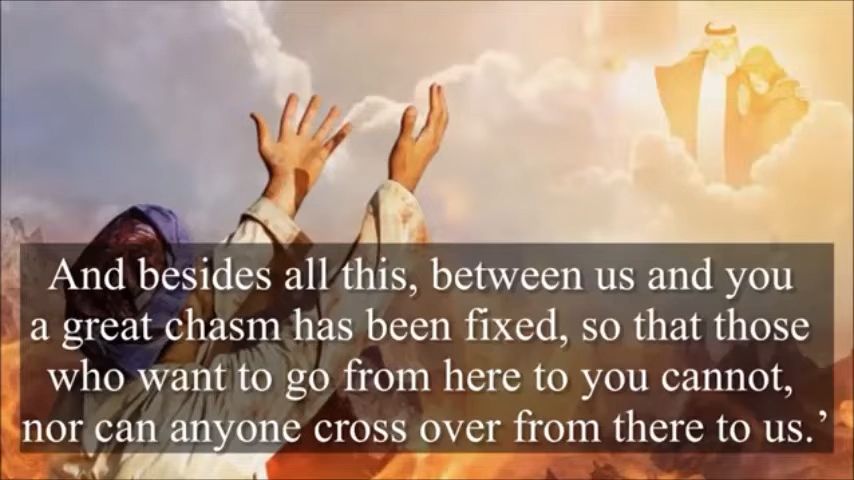 And besides all this, between us and you
a great chasm has been fixed, so that those
who want to go from here to you cannot,
nor can anyone cross over from there to us.’